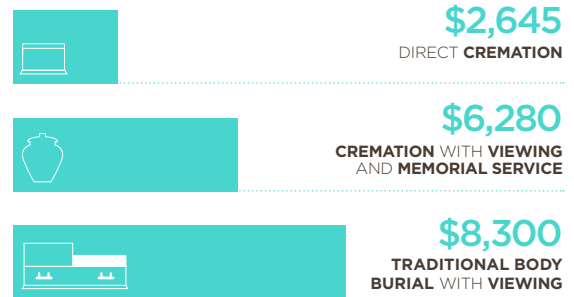 $2,645
DIRECT CREMATION
$6,280
CREMATION WITH VIEWING
AND MEMORIAL SERVICE
$8,300
TRADITIONAL BODY
BURIAL WITH VIEWING